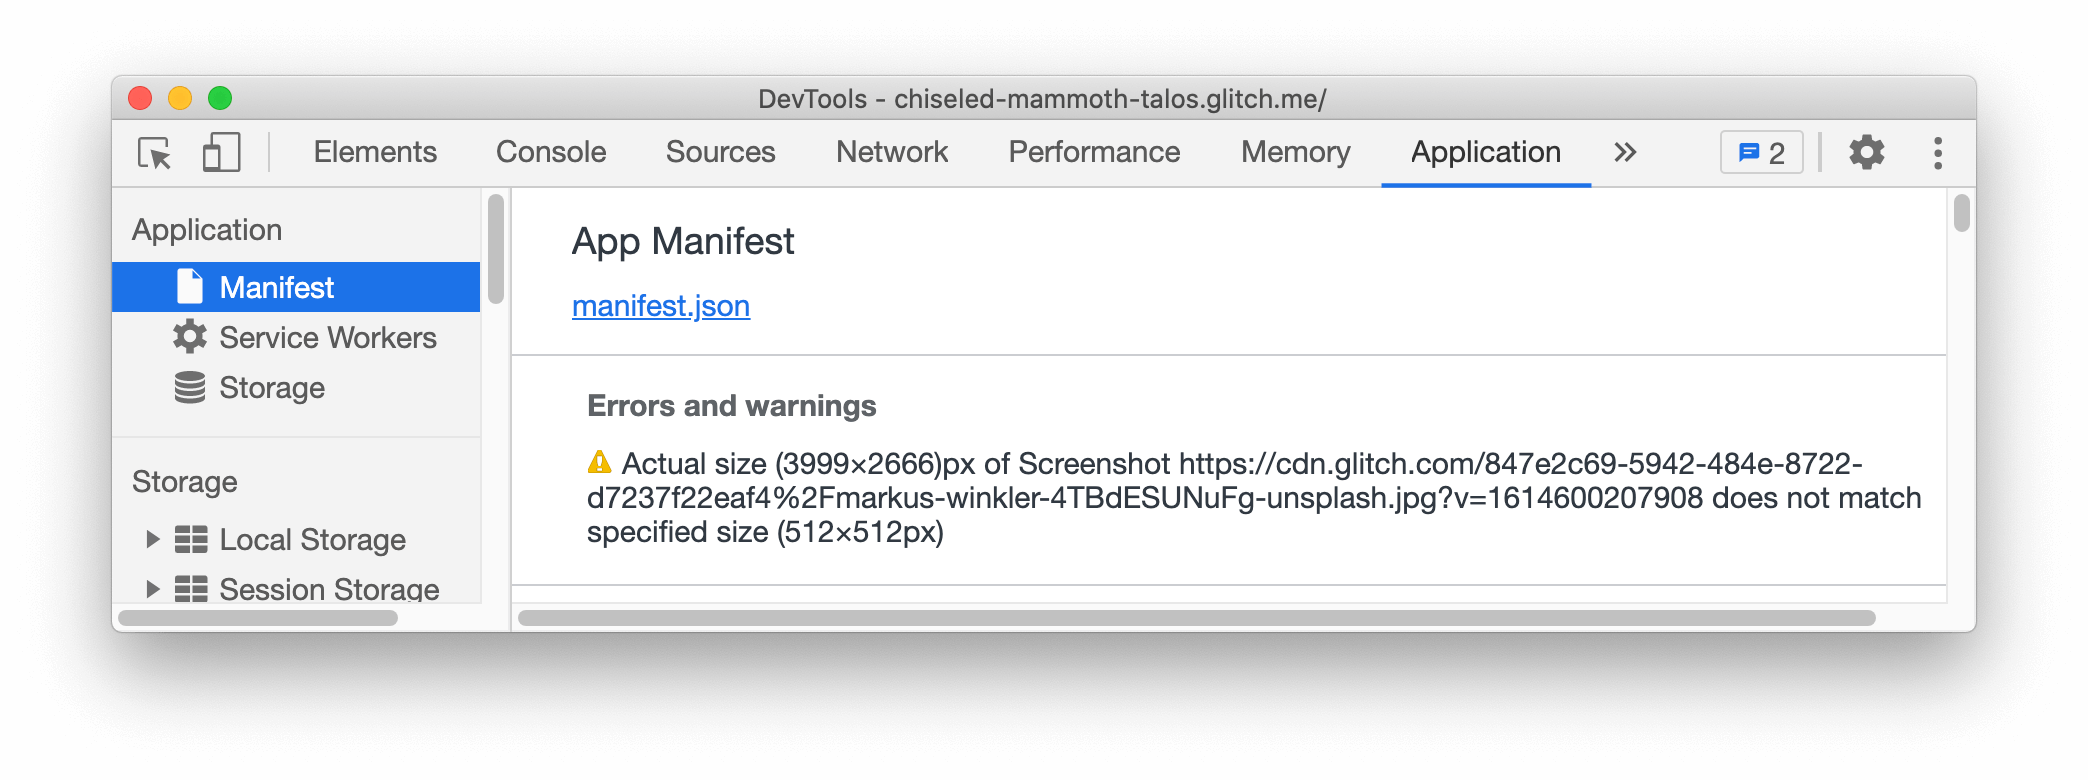 DevTools - chiseled-mammoth-talos.glitch.me/
Elements Console Sources Network Performance Memory Application 2
Application
Manifest
Service Workers
Storage
Storage
Local Storage
Session Storage
App Manifest
manifest.json
Errors and warnings
Actual size (3999×2666)px of Screenshot https://cdn.glitch.com/847e2c69-5942-484e-8722-
d7237f22eaf4%2Fmarkus-winkler-4TBdESUNuFg-unsplash.jpg?v=1614600207908 does not match
specified size (512×512px)